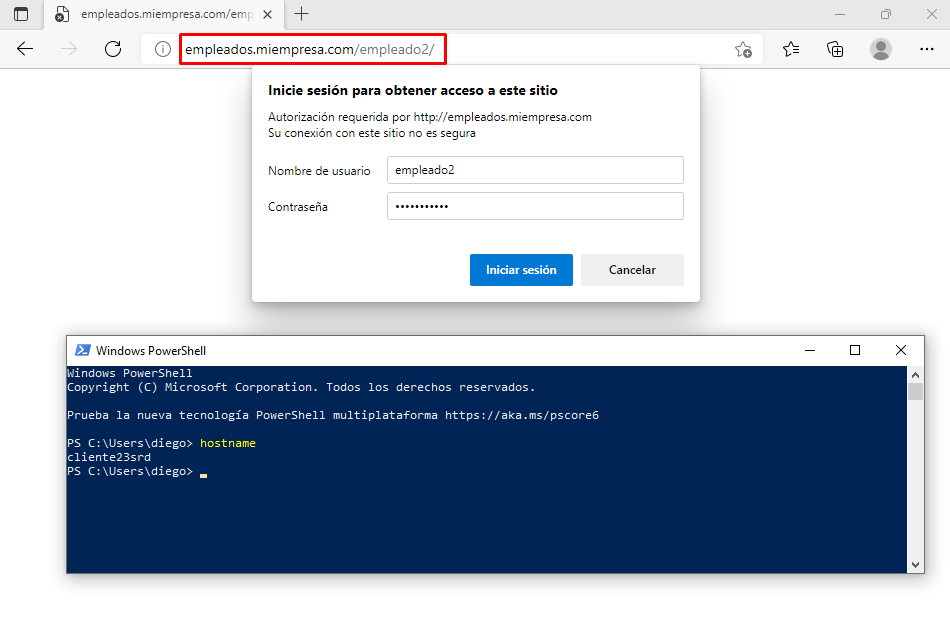 empleados.miempresa.com/emp
empleados.miempresa.com/empleado2/
Inicie sesión para obtener acceso a este sitio
Autorización requerida por http://empleados.miempresa.com
Su conexión con este sitio no es segura
Nombre de usuario
empleado2
Contraseña
•••••••••••
Iniciar sesión
Cancelar
Windows PowerShell
Windows PowerShell
Copyright (C) Microsoft Corporation. Todos los derechos reservados.
Prueba la nueva tecnología PowerShell multiplataforma https://aka.ms/pscore6
PS C:\Users\diego> hostname
cliente23srd
PS C:\Users\diego>